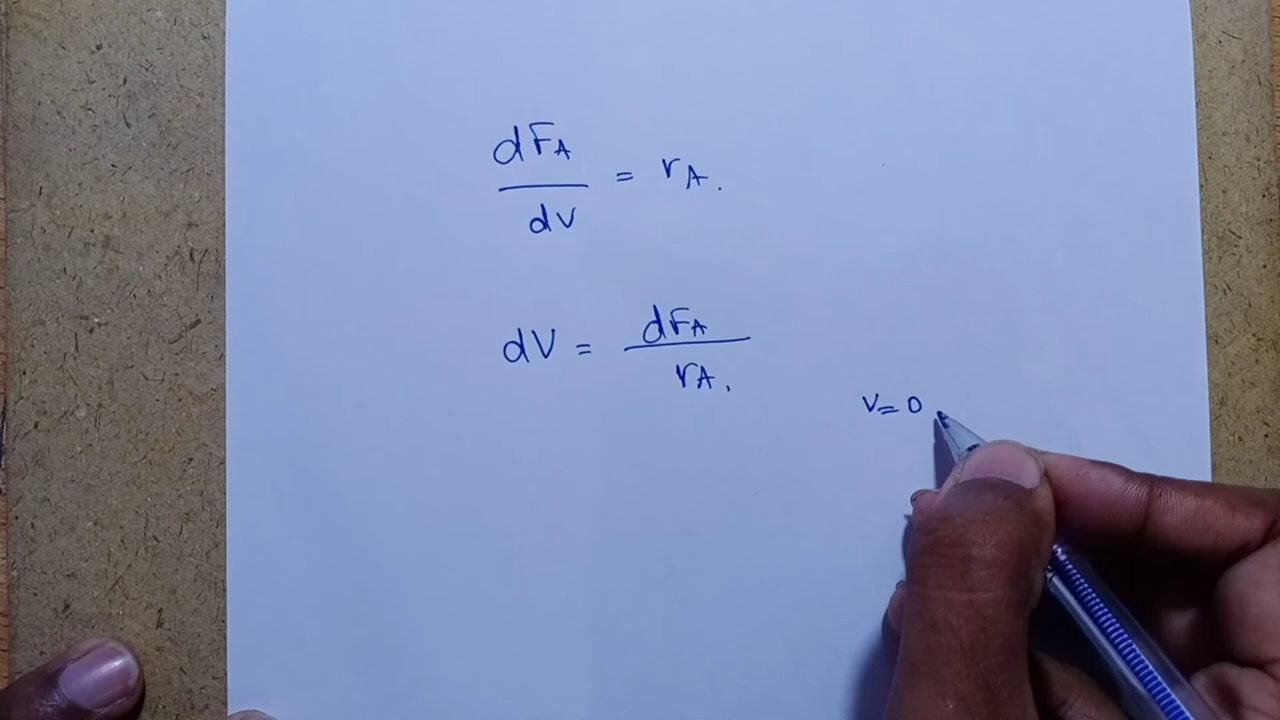 dFA
── = rA.
dV
dV = dFA
──
rA.
V=0